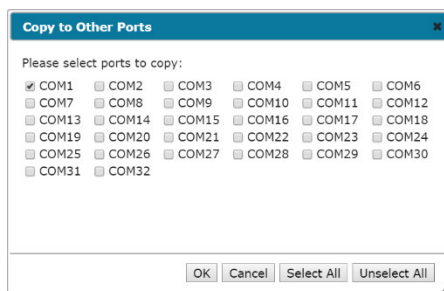 Copy to Other Ports
Please select ports to copy:
COM1 COM2 COM3 COM4 COM5 COM6
COM7 COM8 COM9 COM10 COM11 COM12
COM13 COM14 COM15 COM16 COM17 COM18
COM19 COM20 COM21 COM22 COM23 COM24
COM25 COM26 COM27 COM28 COM29 COM30
COM31 COM32
OK Cancel Select All Unselect All